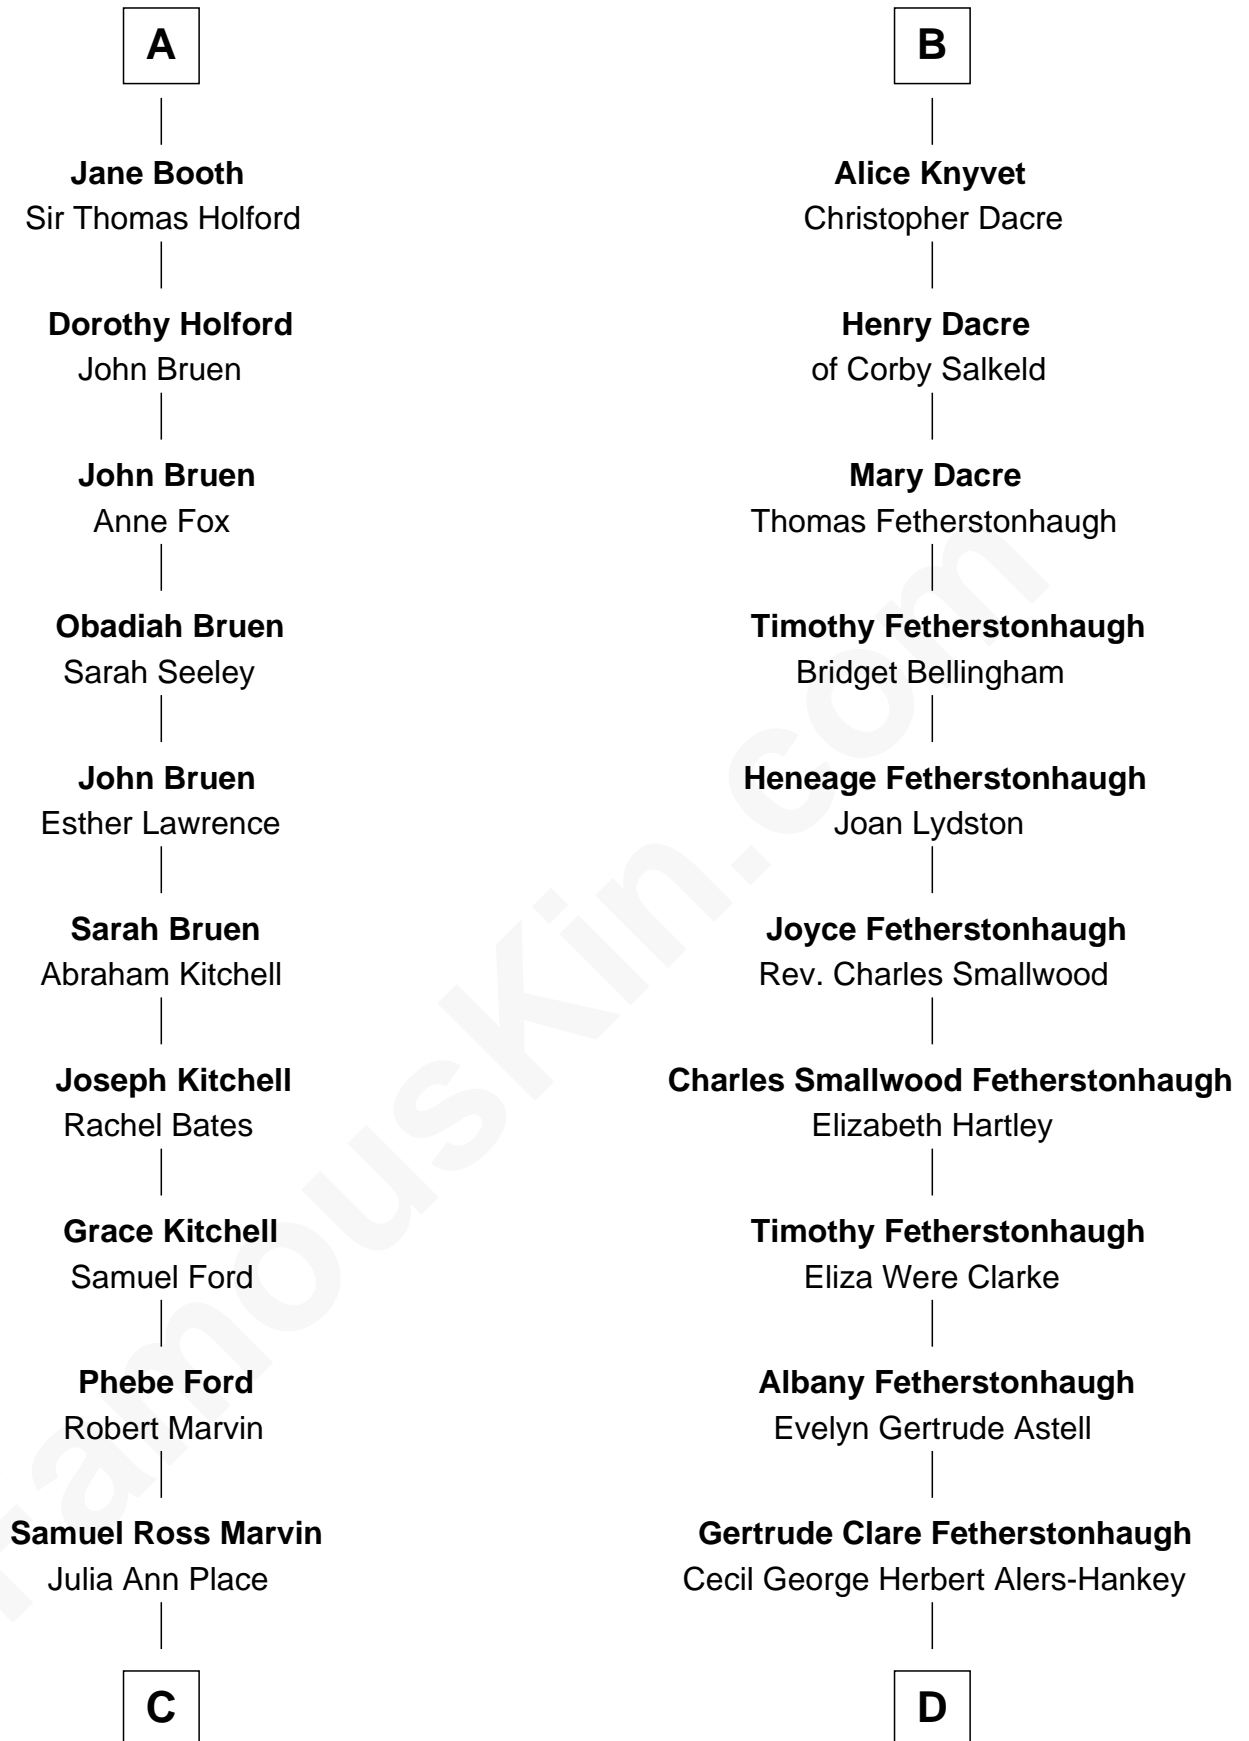 A
Jane Booth
Sir Thomas Holford
Dorothy Holford
John Bruen
John Bruen
Anne Fox
Obadiah Bruen
Sarah Seeley
John Bruen
Esther Lawrence
Sarah Bruen
Abraham Kitchell
Joseph Kitchell
Rachel Bates
Grace Kitchell
Samuel Ford
Phebe Ford
Robert Marvin
Samuel Ross Marvin
Julia Ann Place
C
B
Alice Knyvet
Christopher Dacre
Henry Dacre
of Corby Salkeld
Mary Dacre
Thomas Fetherstonhaugh
Timothy Fetherstonhaugh
Bridget Bellingham
Heneage Fetherstonhaugh
Joan Lydston
Joyce Fetherstonhaugh
Rev. Charles Smallwood
Charles Smallwood Fetherstonhaugh
Elizabeth Hartley
Timothy Fetherstonhaugh
Eliza Were Clarke
Albany Fetherstonhaugh
Evelyn Gertrude Astell
Gertrude Clare Fetherstonhaugh
Cecil George Herbert Alers-Hankey
D
FamousKin.com